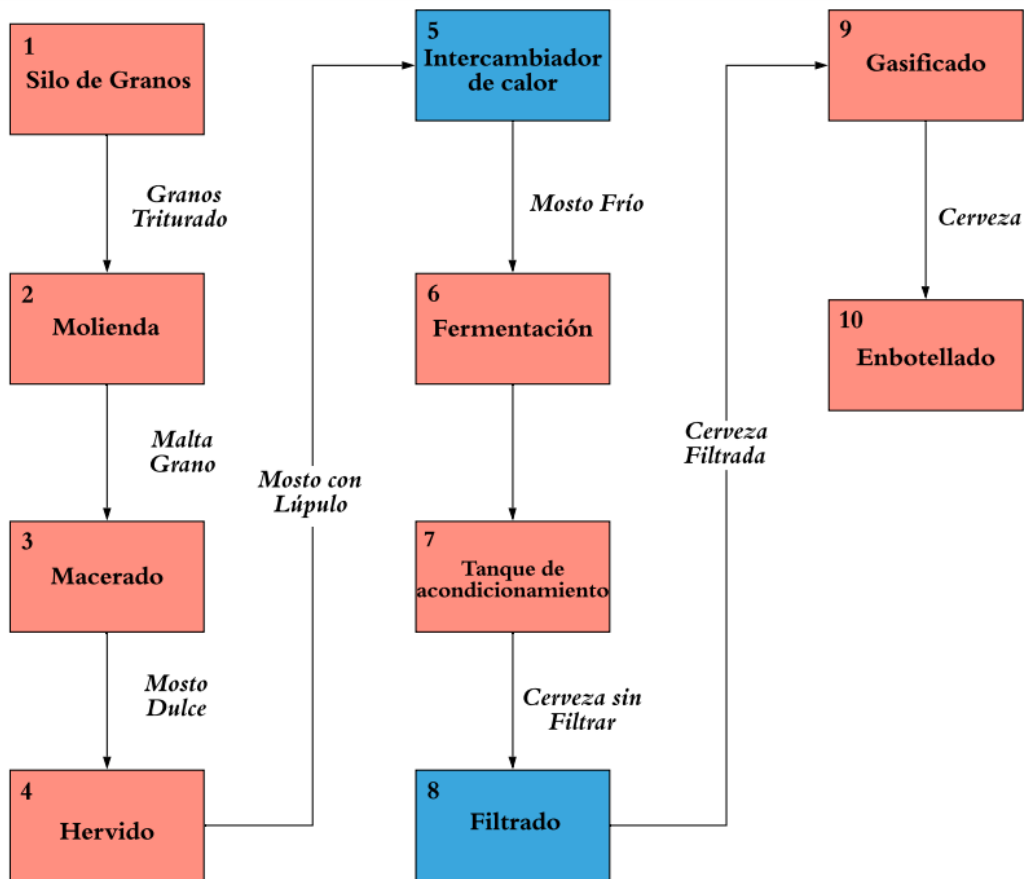 1
Silo de Granos
Granos
Triturado
2
Molienda
Malta
Grano
3
Macerado
Mosto
Dulce
4
Hervido
Mosto con
Lúpulo
5
Intercambiador
de calor
Mosto Frío
6
Fermentación
7
Tanque de
acondicionamiento
Cerveza sin
Filtrar
8
Filtrado
Cerveza
Filtrada
9
Gasificado
Cerveza
10
Enbotellado